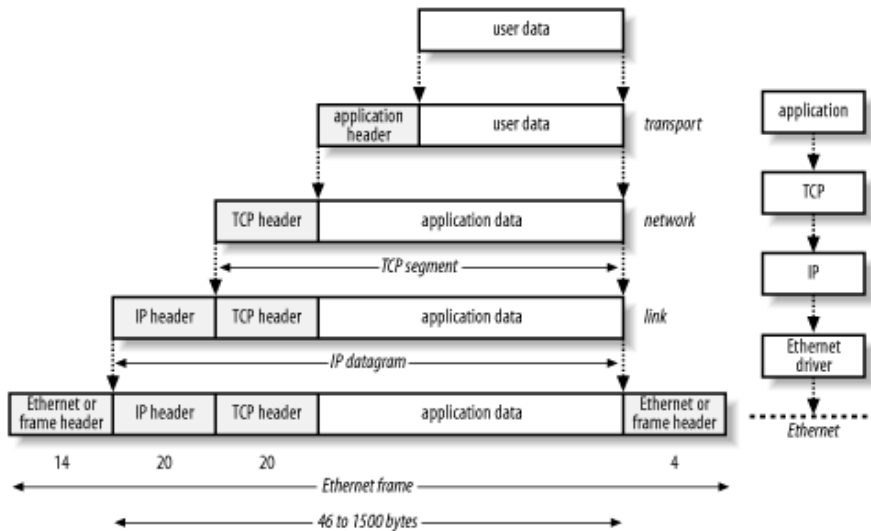 user data
application
header
user data
transport
application
TCP header
application data
network
TCP
TCP segment
IP
IP header
TCP header
application data
link
IP datagram
Ethernet
driver
Ethernet or
frame header
IP header
TCP header
application data
Ethernet or
frame header
Ethernet
14
20
20
4
Ethernet frame
46 to 1500 bytes